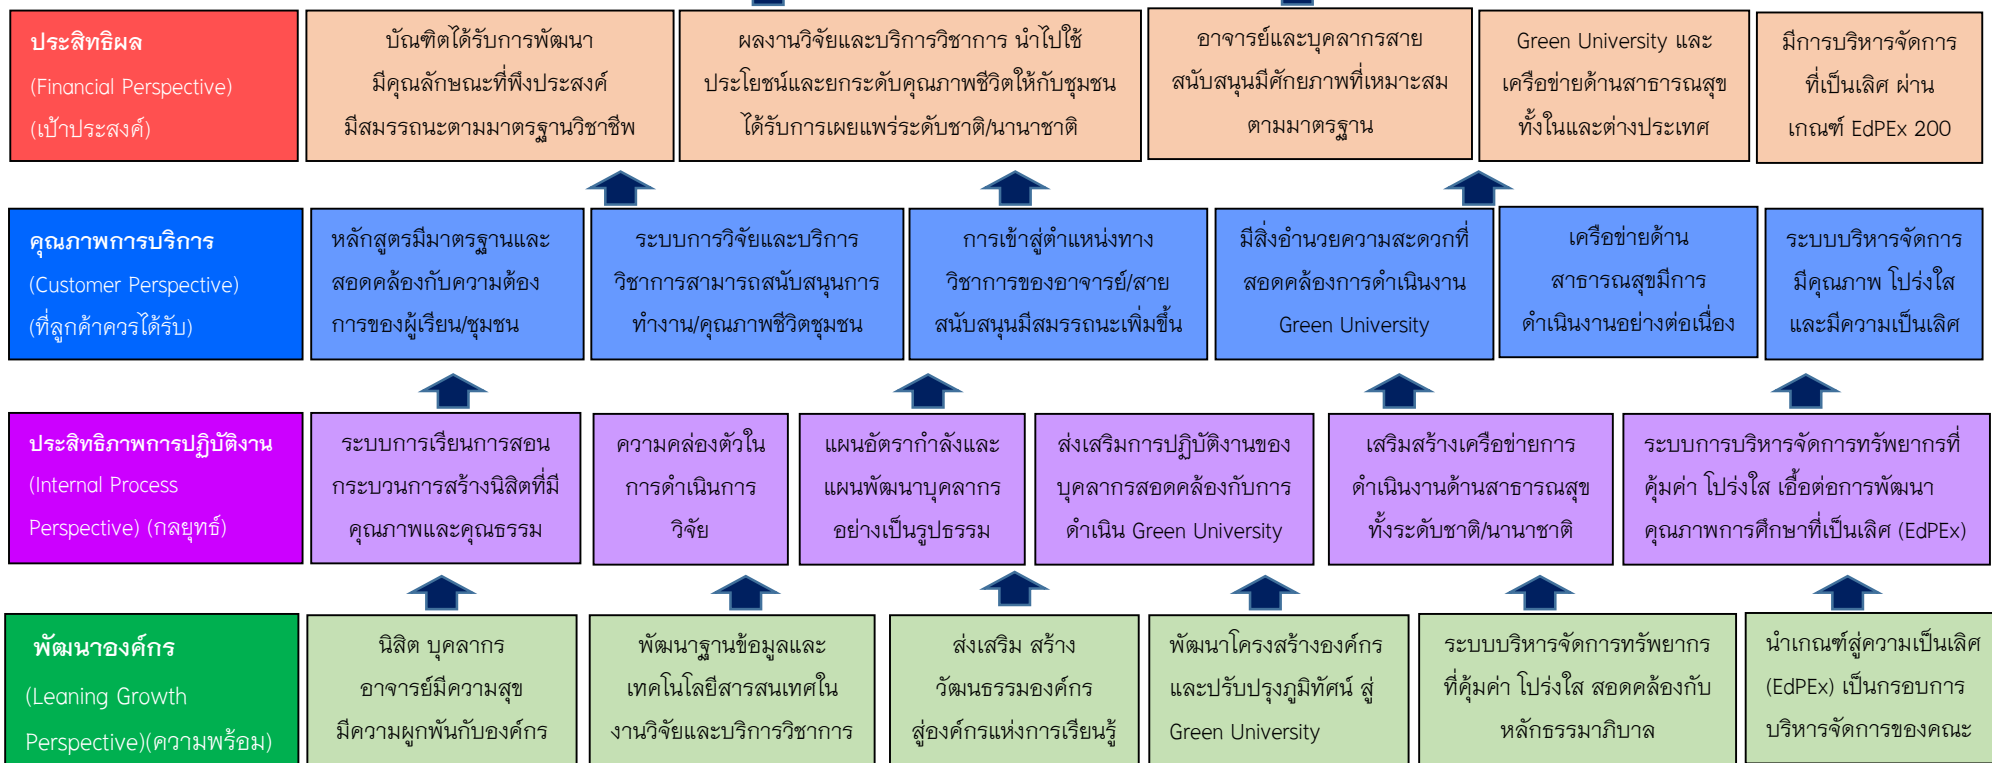 ประสิทธิผล
(Financial Perspective)
(เป้าประสงค์)
บัณฑิตได้รับการพัฒนา
มีคุณลักษณะที่พึงประสงค์
มีสมรรถนะตามมาตรฐานวิชาชีพ
ผลงานวิจัยและบริการวิชาการ นำไปใช้
ประโยชน์และยกระดับคุณภาพชีวิตให้กับชุมชน
ได้รับการเผยแพร่ระดับชาติ/นานาชาติ
อาจารย์และบุคลากรสาย
สนับสนุนมีศักยภาพที่เหมาะสม
ตามมาตรฐาน
Green University และ
เครือข่ายด้านสาธารณสุข
ทั้งในและต่างประเทศ
มีการบริหารจัดการ
ที่เป็นเลิศ ผ่าน
เกณฑ์ EdPEx 200
คุณภาพการบริการ
(Customer Perspective)
(ที่ลูกค้าควรได้รับ)
หลักสูตรมีมาตรฐานและ
สอดคล้องกับความต้อง
การของผู้เรียน/ชุมชน
ระบบการวิจัยและบริการ
วิชาการสามารถสนับสนุนการ
ทำงาน/คุณภาพชีวิตชุมชน
การเข้าสู่ตำแหน่งทาง
วิชาการของอาจารย์/สาย
สนับสนุนมีสมรรถนะเพิ่มขึ้น
มีสิ่งอำนวยความสะดวกที่
สอดคล้องการดำเนินงาน
Green University
เครือข่ายด้าน
สาธารณสุขมีการ
ดำเนินงานอย่างต่อเนื่อง
ระบบบริหารจัดการ
มีคุณภาพ โปร่งใส
และมีความเป็นเลิศ
ประสิทธิภาพการปฏิบัติงาน
(Internal Process
Perspective) (กลยุทธ์)
ระบบการเรียนการสอน
กระบวนการสร้างนิสิตที่มี
คุณภาพและคุณธรรม
ความคล่องตัวใน
การดำเนินการ
วิจัย
แผนอัตรากำลังและ
แผนพัฒนาบุคลากร
อย่างเป็นรูปธรรม
ส่งเสริมการปฏิบัติงานของ
บุคลากรสอดคล้องกับการ
ดำเนิน Green University
เสริมสร้างเครือข่ายการ
ดำเนินงานด้านสาธารณสุข
ทั้งระดับชาติ/นานาชาติ
ระบบการบริหารจัดการทรัพยากรที่
คุ้มค่า โปร่งใส เอื้อต่อการพัฒนา
คุณภาพการศึกษาที่เป็นเลิศ (EdPEx)
พัฒนาองค์กร
(Leaning Growth
Perspective)(ความพร้อม)
นิสิต บุคลากร
อาจารย์มีความสุข
มีความผูกพันกับองค์กร
พัฒนาฐานข้อมูลและ
เทคโนโลยีสารสนเทศใน
งานวิจัยและบริการวิชาการ
ส่งเสริม สร้าง
วัฒนธรรมองค์กร
สู่องค์กรแห่งการเรียนรู้
พัฒนาโครงสร้างองค์กร
และปรับปรุงภูมิทัศน์ สู่
Green University
ระบบบริหารจัดการทรัพยากร
ที่คุ้มค่า โปร่งใส สอดคล้องกับ
หลักธรรมาภิบาล
นำเกณฑ์สู่ความเป็นเลิศ
(EdPEx) เป็นกรอบการ
บริหารจัดการของคณะ